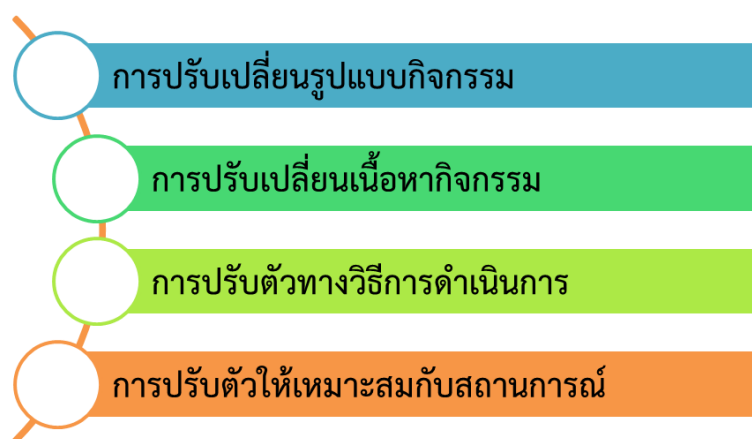 การปรับเปลี่ยนรูปแบบกิจกรรม
การปรับเปลี่ยนเนื้อหากิจกรรม
การปรับตัวทางวิธีการดำเนินการ
การปรับตัวให้เหมาะสมกับสถานการณ์